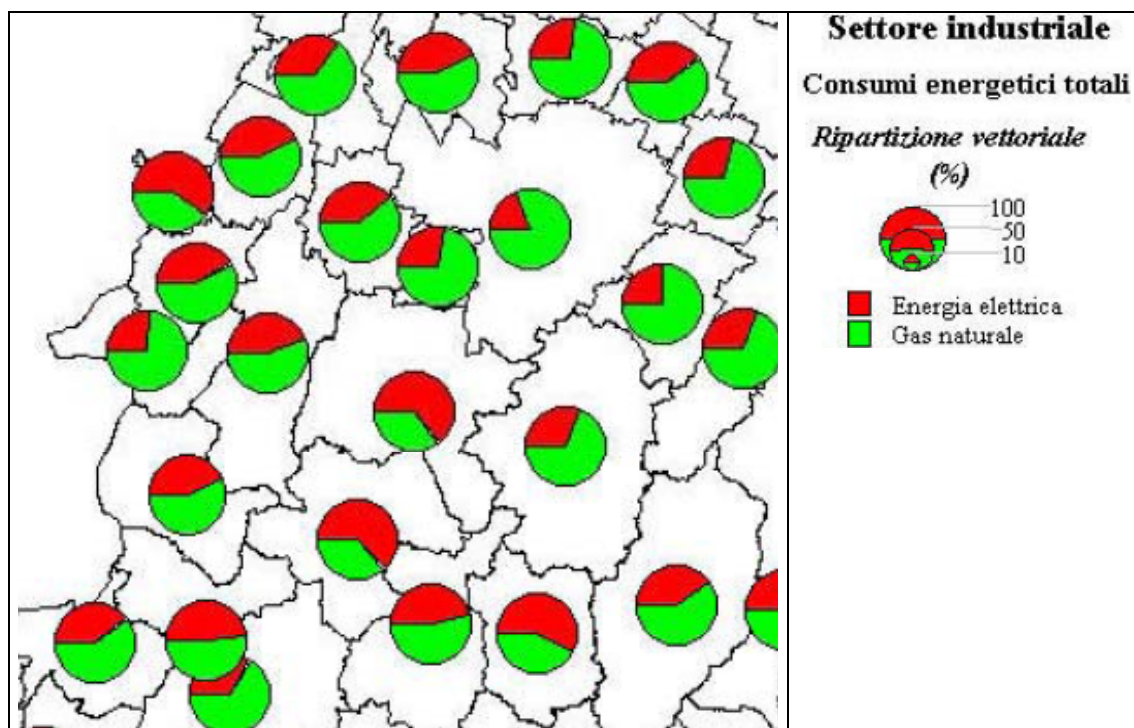 Settore industriale
Consumi energetici totali
Ripartizione vettoriale
(%)
100
50
10
Energia elettrica
Gas naturale